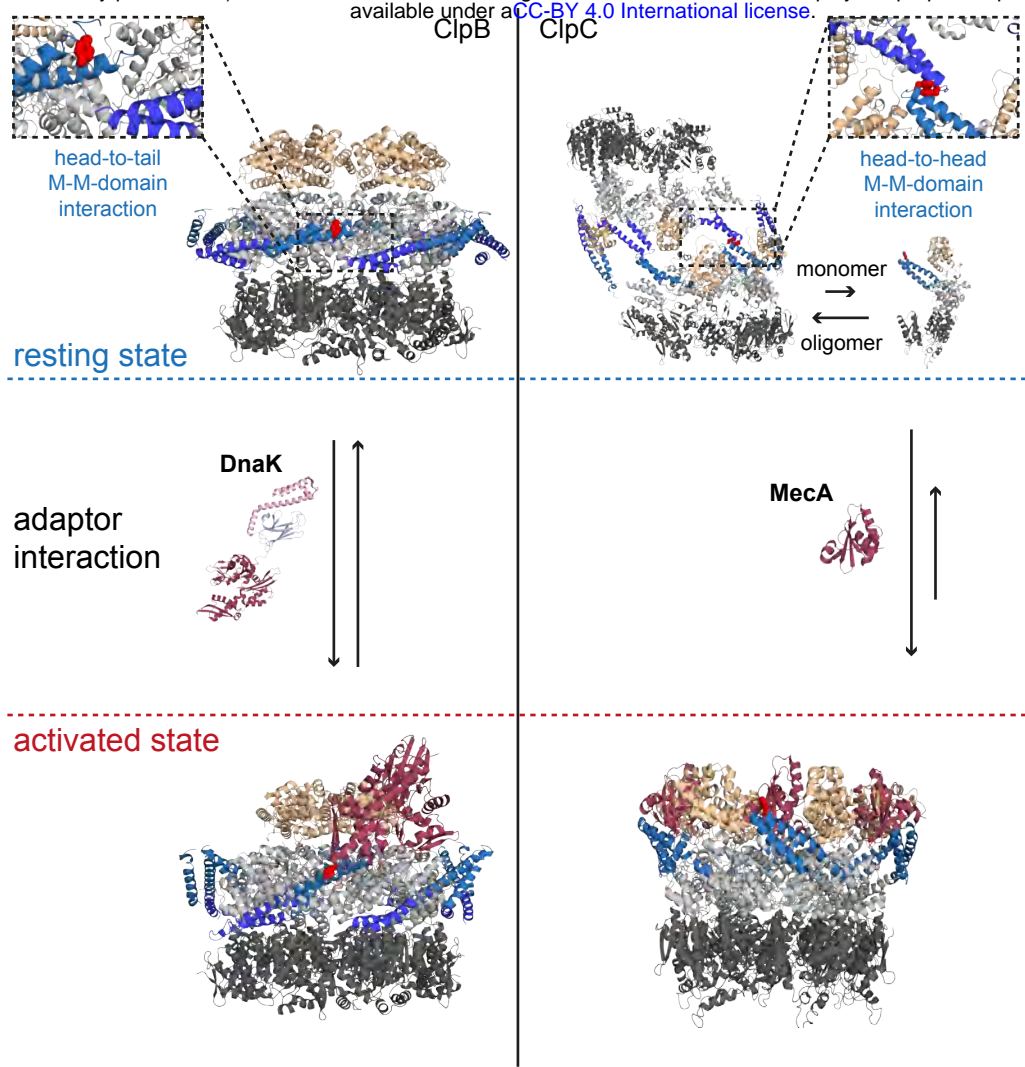 available under aCC-BY 4.0 International license.
ClpB ClpC
head-to-tail
M-M-domain
interaction
head-to-head
M-M-domain
interaction
monomer
oligomer
resting state
DnaK
MecA
adaptor
interaction
activated state